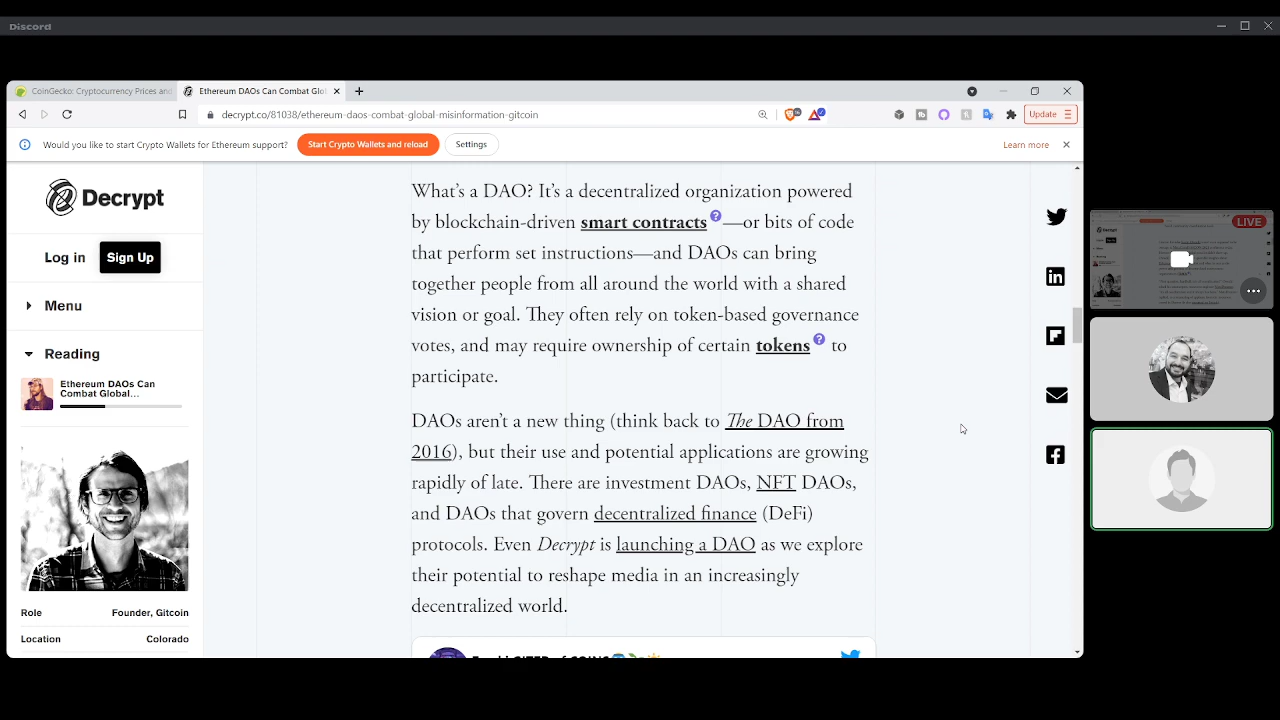 Discord
CoinGecko: Cryptocurrency Prices and
Ethereum DAOs Can Combat Glo
decrypt.co/81038/ethereum-daos-combat-global-misinformation-gitcoin
Update
Would you like to start Crypto Wallets for Ethereum support?
Start Crypto Wallets and reload
Settings
Learn more
Decrypt
Log in
Sign Up
Menu
Reading
Ethereum DAOs Can
Combat Global...
Role Founder, Gitcoin
Location Colorado
What's a DAO? It's a decentralized organization powered
by blockchain-driven smart contracts?—or bits of code
that perform set instructions—and DAOs can bring
together people from all around the world with a shared
vision or goal. They often rely on token-based governance
votes, and may require ownership of certain tokens? to
participate.
DAOs aren't a new thing (think back to The DAO from
2016), but their use and potential applications are growing
rapidly of late. There are investment DAOs, NFT DAOs,
and DAOs that govern decentralized finance (DeFi)
protocols. Even Decrypt is launching a DAO as we explore
their potential to reshape media in an increasingly
decentralized world.
LIVE